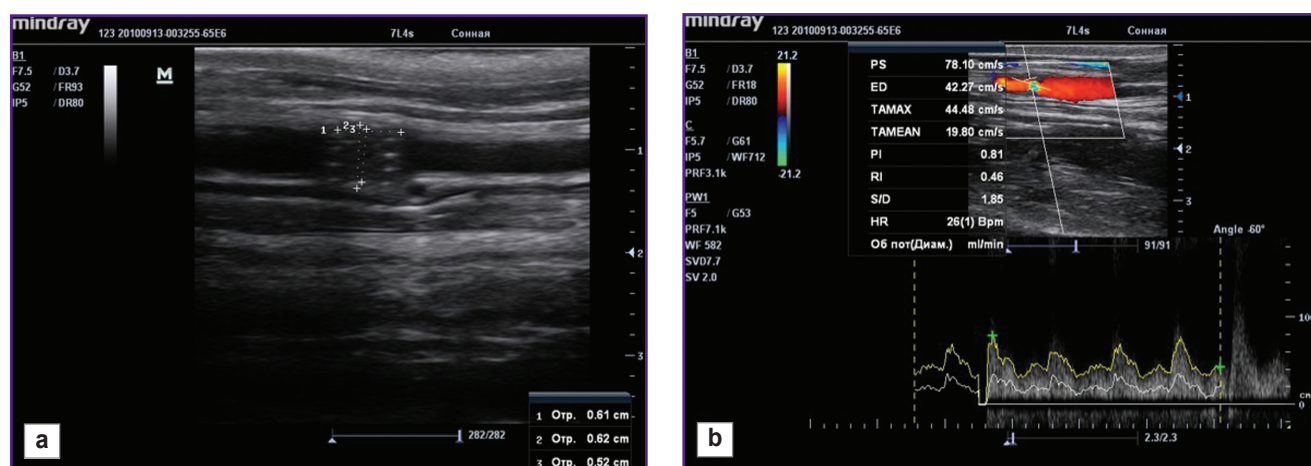 mindray
123 20100913-003255-65E6 7L4s Сонная
B1
F7.5 /D3.7
G52 /FR93
IP5 /DR80
M
1 2 3
1
2
3
282/282
1 Отр. 0.61 cm
2 Отр. 0.62 cm
3 Отр. 0.52 cm
a
mindray
123 20100913-003255-65E6 7L4s Сонная
B1
F7.5 /D3.7
G52 /FR18
IP5 /DR80
C
F5.7 /G61
IP5 /WF712
PRF3.1k
PW1
F5 /G53
PRF7.1k
WF 582
SVD7.7
SV 2.0
21.2
-21.2
PS 78.10 cm/s
ED 42.27 cm/s
TAMAX 44.48 cm/s
TAMEAN 19.80 cm/s
PI 0.81
RI 0.46
S/D 1.85
HR 26(1) Bpm
Об пот(Диам.) ml/min
1
2
3
91/91
Angle -60°
100
0
2.3/2.3
b